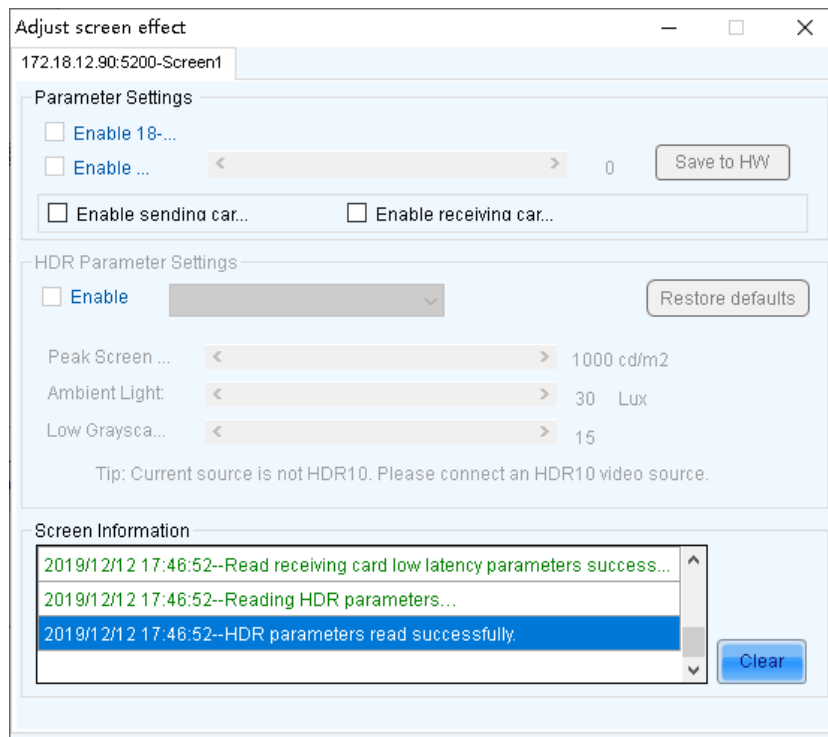 Adjust screen effect
172.18.12.90:5200-Screen1
Parameter Settings
Enable 18-...
Enable ... 0 Save to HW
Enable sending car... Enable receiving car...
HDR Parameter Settings
Enable Restore defaults
Peak Screen ... 1000 cd/m2
Ambient Light: 30 Lux
Low Graysca... 15
Tip: Current source is not HDR10. Please connect an HDR10 video source.
Screen Information
2019/12/12 17:46:52--Read receiving card low latency parameters success...
2019/12/12 17:46:52--Reading HDR parameters...
2019/12/12 17:46:52--HDR parameters read successfully.
Clear